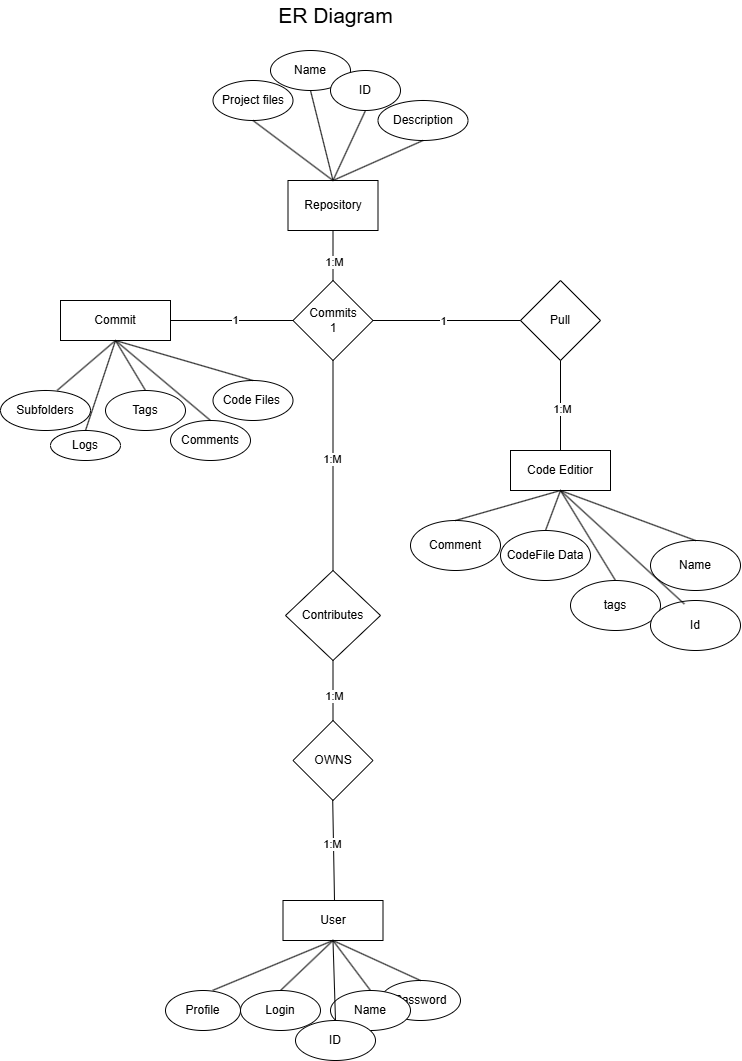 ER Diagram
Name
ID
Project files
Description
Repository
1:M
Commit
1
Commits
1
1
Pull
Subfolders
Logs
Tags
Comments
Code Files
1:M
1:M
Code Editior
Comment
CodeFile Data
tags
Name
Id
Contributes
1:M
OWNS
1:M
User
Profile
Login
Name
ID